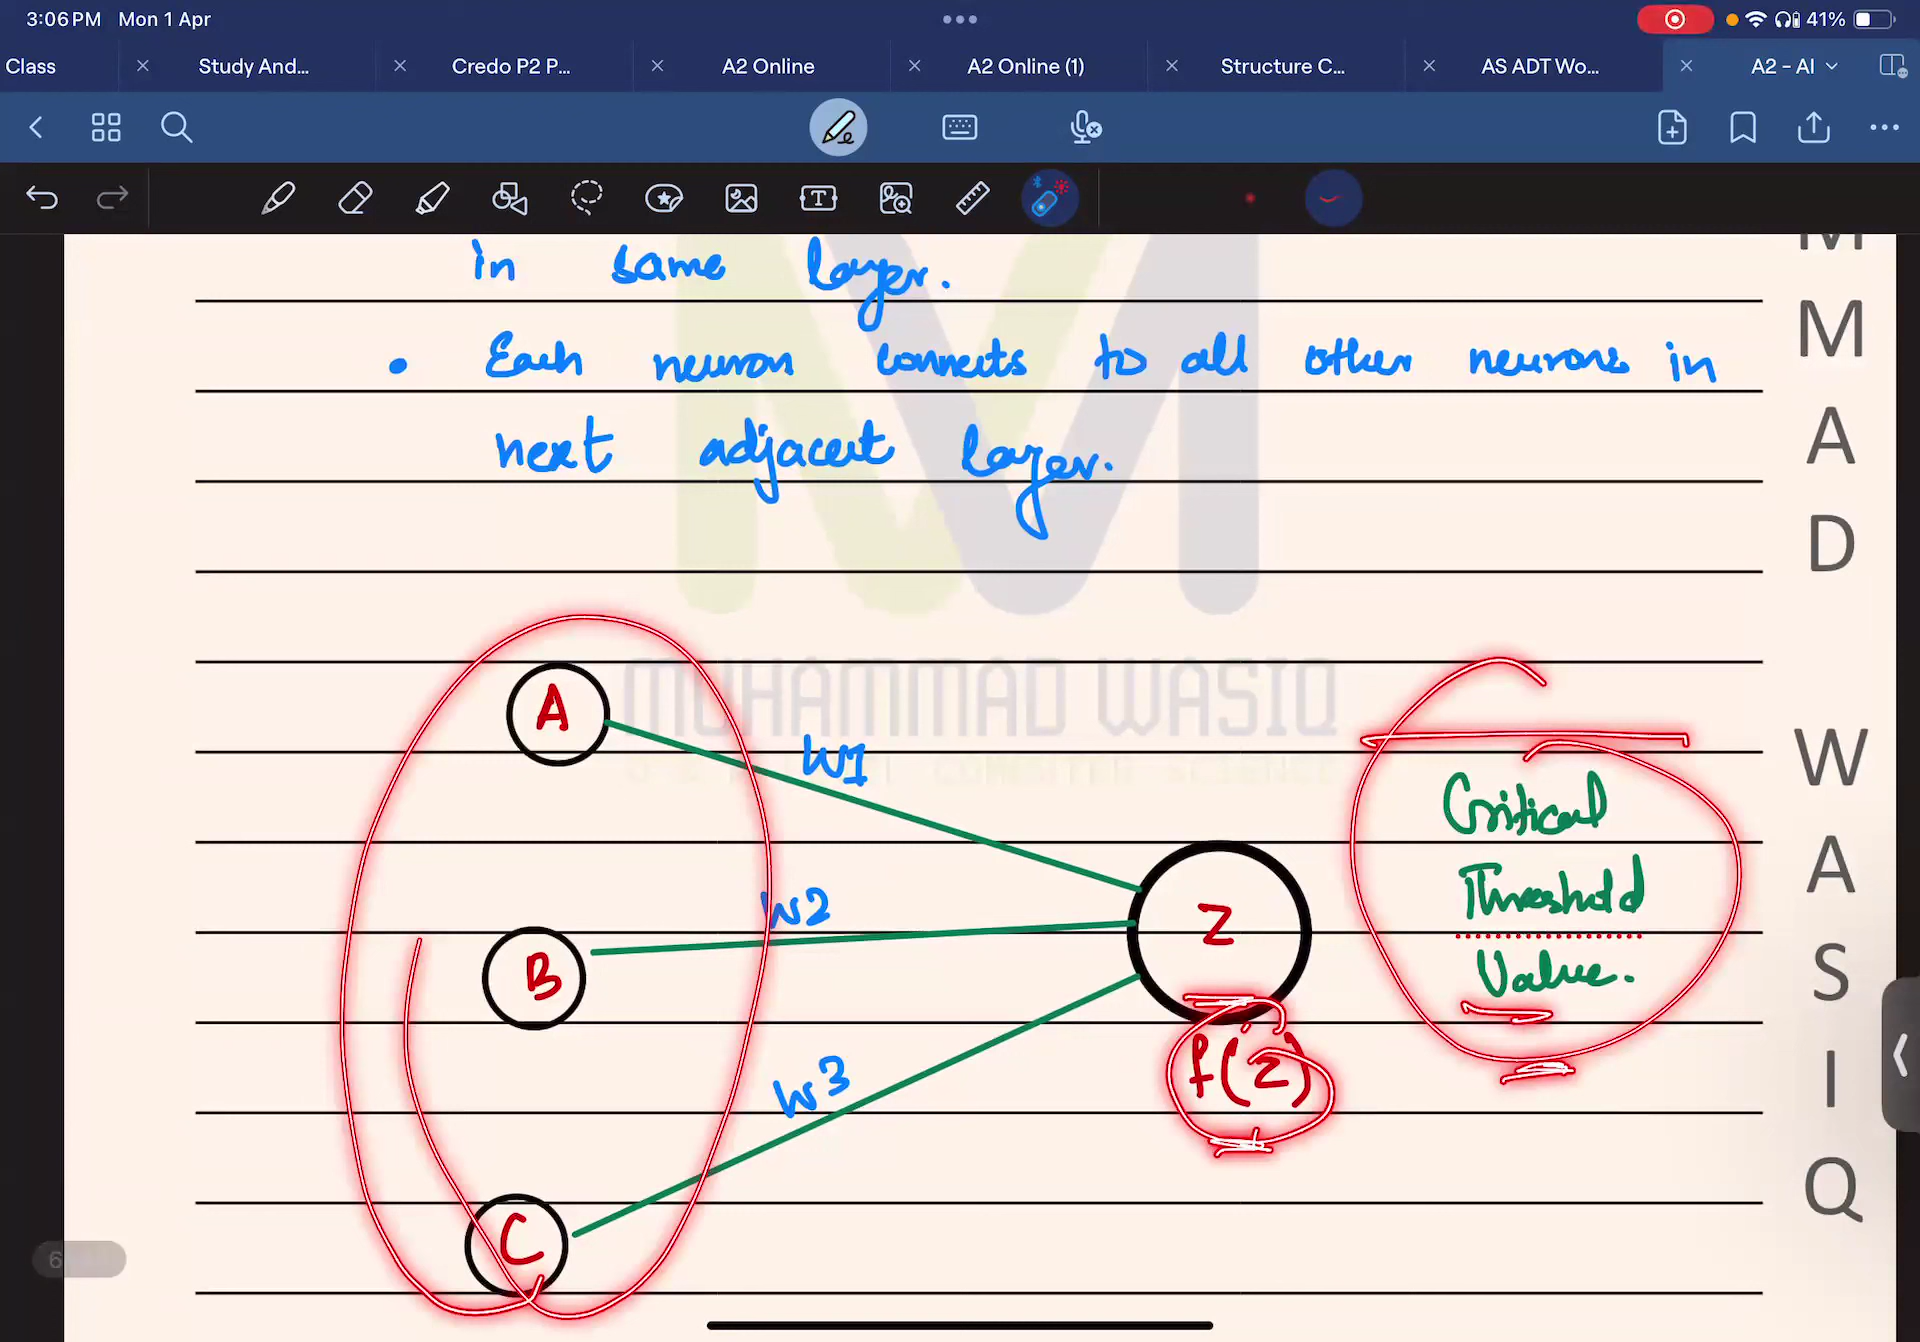 3:06 PM Mon 1 Apr
41%
Class
Study And...
Credo P2 P...
A2 Online
A2 Online (1)
Structure C...
AS ADT Wo...
A2 - AI
in same layer.
• Each neuron connects to all other neurons in
next adjacent layer.
MUHAMMAD WASIQ
A
W1
Critical
Threshold
Value.
W2
Z
B
f(z)
W3
C
6
M
M
A
D
W
A
S
I
Q